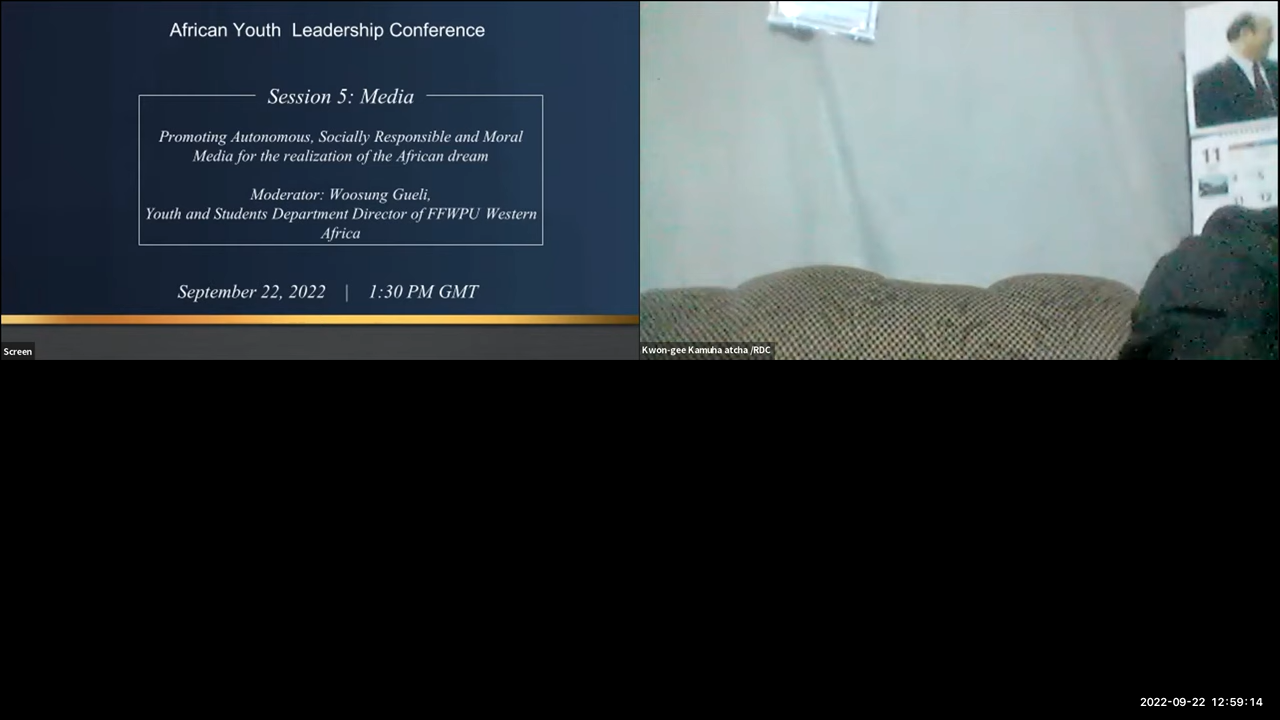 African Youth Leadership Conference
Session 5: Media
Promoting Autonomous, Socially Responsible and Moral
Media for the realization of the African dream
Moderator: Woosung Gueli,
Youth and Students Department Director of FFWPU Western
Africa
September 22, 2022 | 1:30 PM GMT
Screen
11
Kwon-gee Kamuha atcha /RDC
2022-09-22 12:59:14